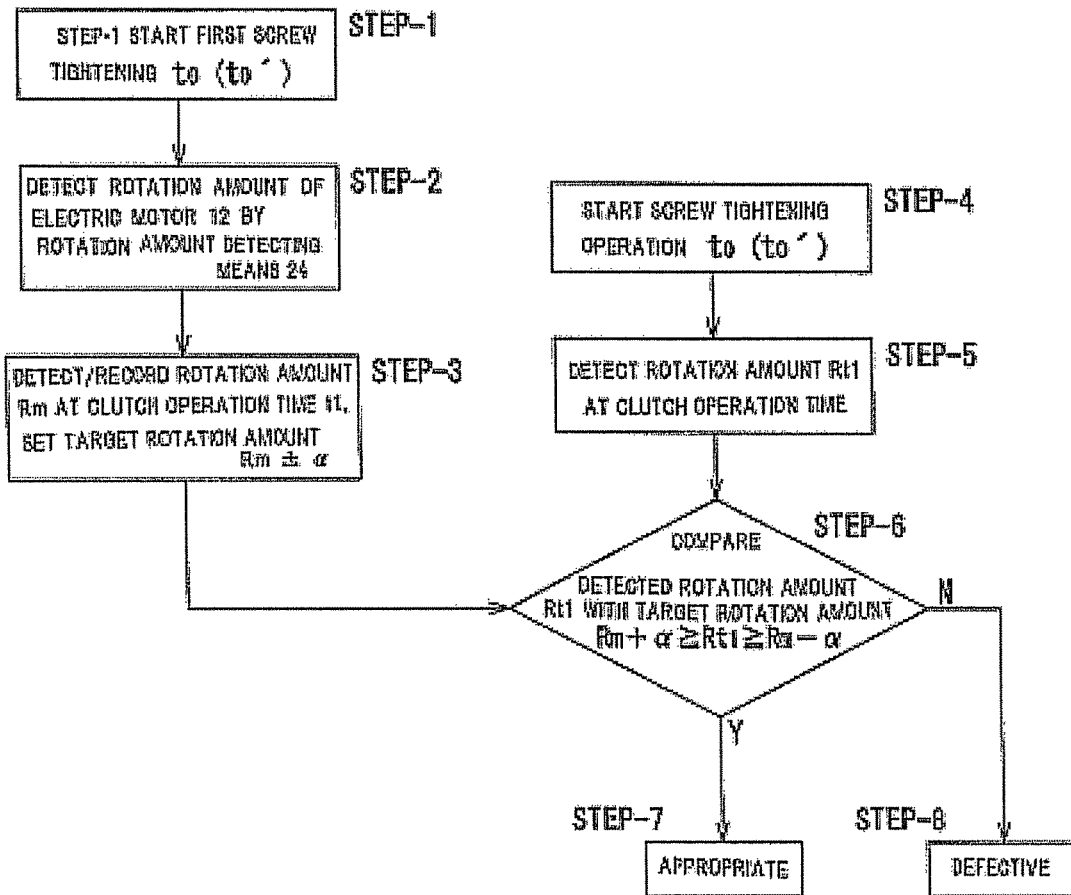 STEP-1
STEP-1 START FIRST SCREW
TIGHTENING to (to´)
STEP-2
DETECT ROTATION AMOUNT OF
ELECTRIC MOTOR 12 BY
ROTATION AMOUNT DETECTING
MEANS 24
STEP-3
DETECT/RECORD ROTATION AMOUNT
Rm AT CLUTCH OPERATION TIME t1,
SET TARGET ROTATION AMOUNT
Rm ± α
STEP-4
START SCREW TIGHTENING
OPERATION to (to´)
STEP-5
DETECT ROTATION AMOUNT Rt1
AT CLUTCH OPERATION TIME
STEP-6
COMPARE
DETECTED ROTATION AMOUNT
Rt1 WITH TARGET ROTATION AMOUNT
Rm+ α≧Rt1≧Rm− α
N
Y
STEP-7
APPROPRIATE
STEP-8
DEFECTIVE